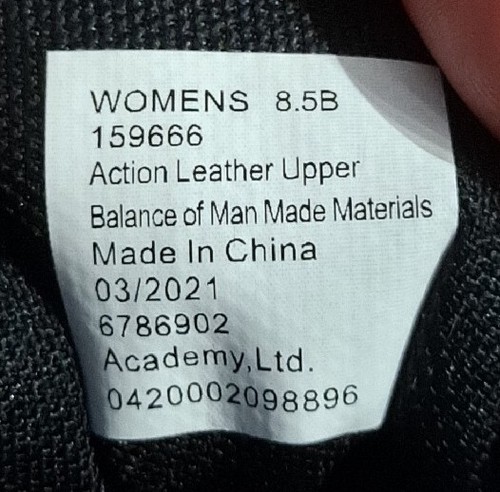 WOMENS 8.5B
159666
Action Leather Upper
Balance of Man Made Materials
Made In China
03/2021
6786902
Academy,Ltd.
0420002098896